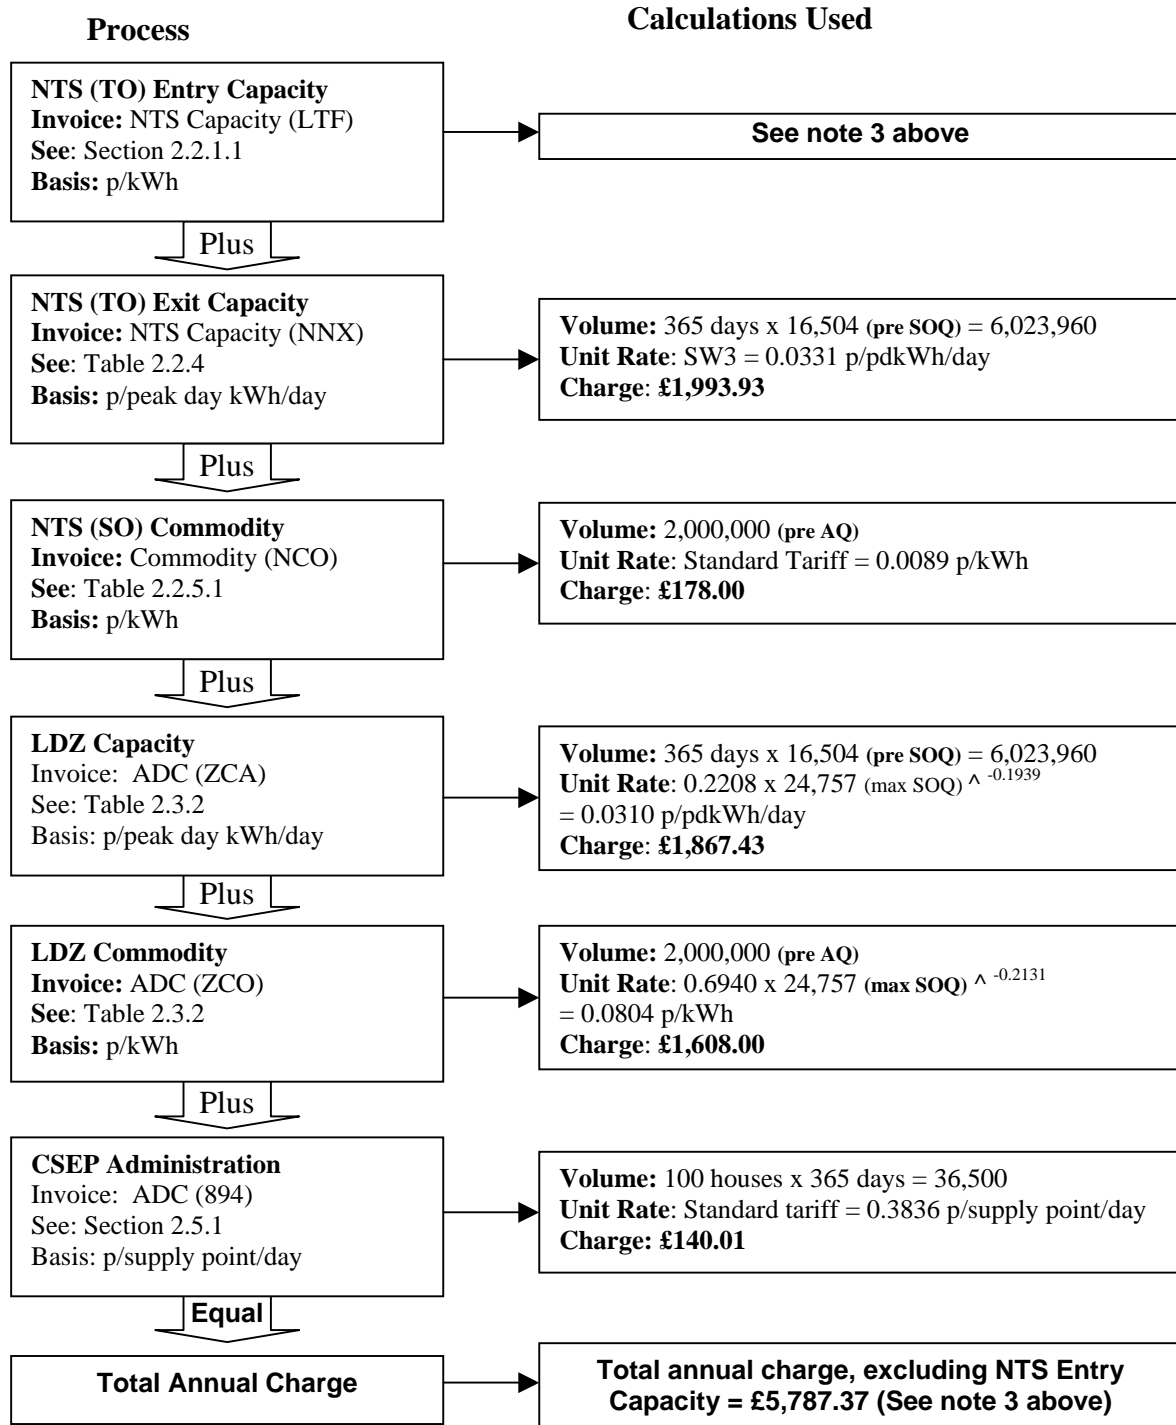 Process
Calculations Used
NTS (TO) Entry Capacity
Invoice: NTS Capacity (LTF)
See: Section 2.2.1.1
Basis: p/kWh
See note 3 above
Plus
NTS (TO) Exit Capacity
Invoice: NTS Capacity (NNX)
See: Table 2.2.4
Basis: p/peak day kWh/day
Volume: 365 days x 16,504 (pre SOQ) = 6,023,960
Unit Rate: SW3 = 0.0331 p/pdkWh/day
Charge: £1,993.93
Plus
NTS (SO) Commodity
Invoice: Commodity (NCO)
See: Table 2.2.5.1
Basis: p/kWh
Volume: 2,000,000 (pre AQ)
Unit Rate: Standard Tariff = 0.0089 p/kWh
Charge: £178.00
Plus
LDZ Capacity
Invoice: ADC (ZCA)
See: Table 2.3.2
Basis: p/peak day kWh/day
Volume: 365 days x 16,504 (pre SOQ) = 6,023,960
Unit Rate: 0.2208 x 24,757 (max SOQ) ^ -0.1939
= 0.0310 p/pdkWh/day
Charge: £1,867.43
Plus
LDZ Commodity
Invoice: ADC (ZCO)
See: Table 2.3.2
Basis: p/kWh
Volume: 2,000,000 (pre AQ)
Unit Rate: 0.6940 x 24,757 (max SOQ) ^ -0.2131
= 0.0804 p/kWh
Charge: £1,608.00
Plus
CSEP Administration
Invoice: ADC (894)
See: Section 2.5.1
Basis: p/supply point/day
Volume: 100 houses x 365 days = 36,500
Unit Rate: Standard tariff = 0.3836 p/supply point/day
Charge: £140.01
Equal
Total Annual Charge
Total annual charge, excluding NTS Entry
Capacity = £5,787.37 (See note 3 above)